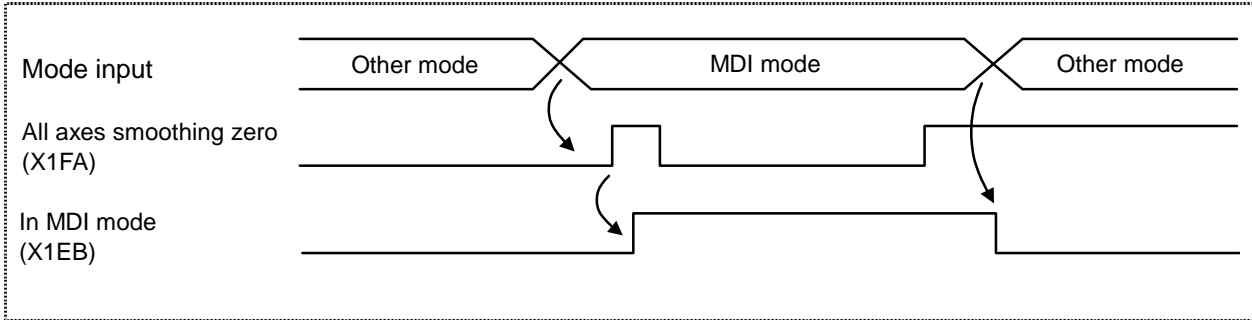 Mode input
Other mode
MDI mode
Other mode
All axes smoothing zero
(X1FA)
In MDI mode
(X1EB)